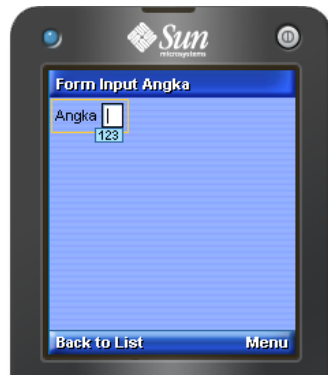 Sun
microsystems
Form Input Angka
Angka
123
Back to List Menu